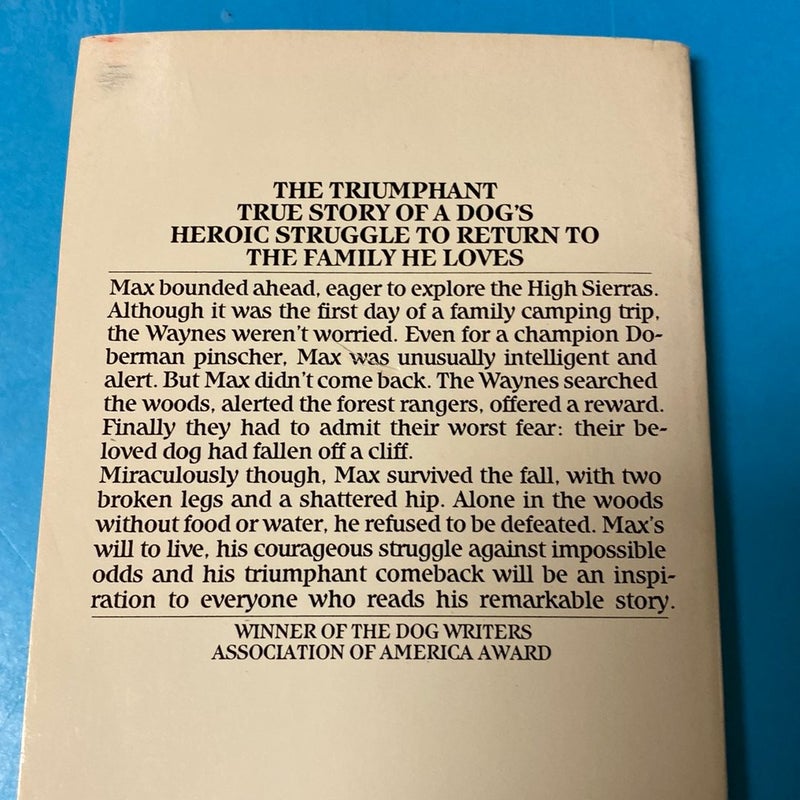 THE TRIUMPHANT
TRUE STORY OF A DOG'S
HEROIC STRUGGLE TO RETURN TO
THE FAMILY HE LOVES
Max bounded ahead, eager to explore the High Sierras.
Although it was the first day of a family camping trip,
the Waynes weren't worried. Even for a champion Do-
berman pinscher, Max was unusually intelligent and
alert. But Max didn't come back. The Waynes searched
the woods, alerted the forest rangers, offered a reward.
Finally they had to admit their worst fear: their be-
loved dog had fallen off a cliff.
Miraculously though, Max survived the fall, with two
broken legs and a shattered hip. Alone in the woods
without food or water, he refused to be defeated. Max's
will to live, his courageous struggle against impossible
odds and his triumphant comeback will be an inspi-
ration to everyone who reads his remarkable story.
WINNER OF THE DOG WRITERS
ASSOCIATION OF AMERICA AWARD